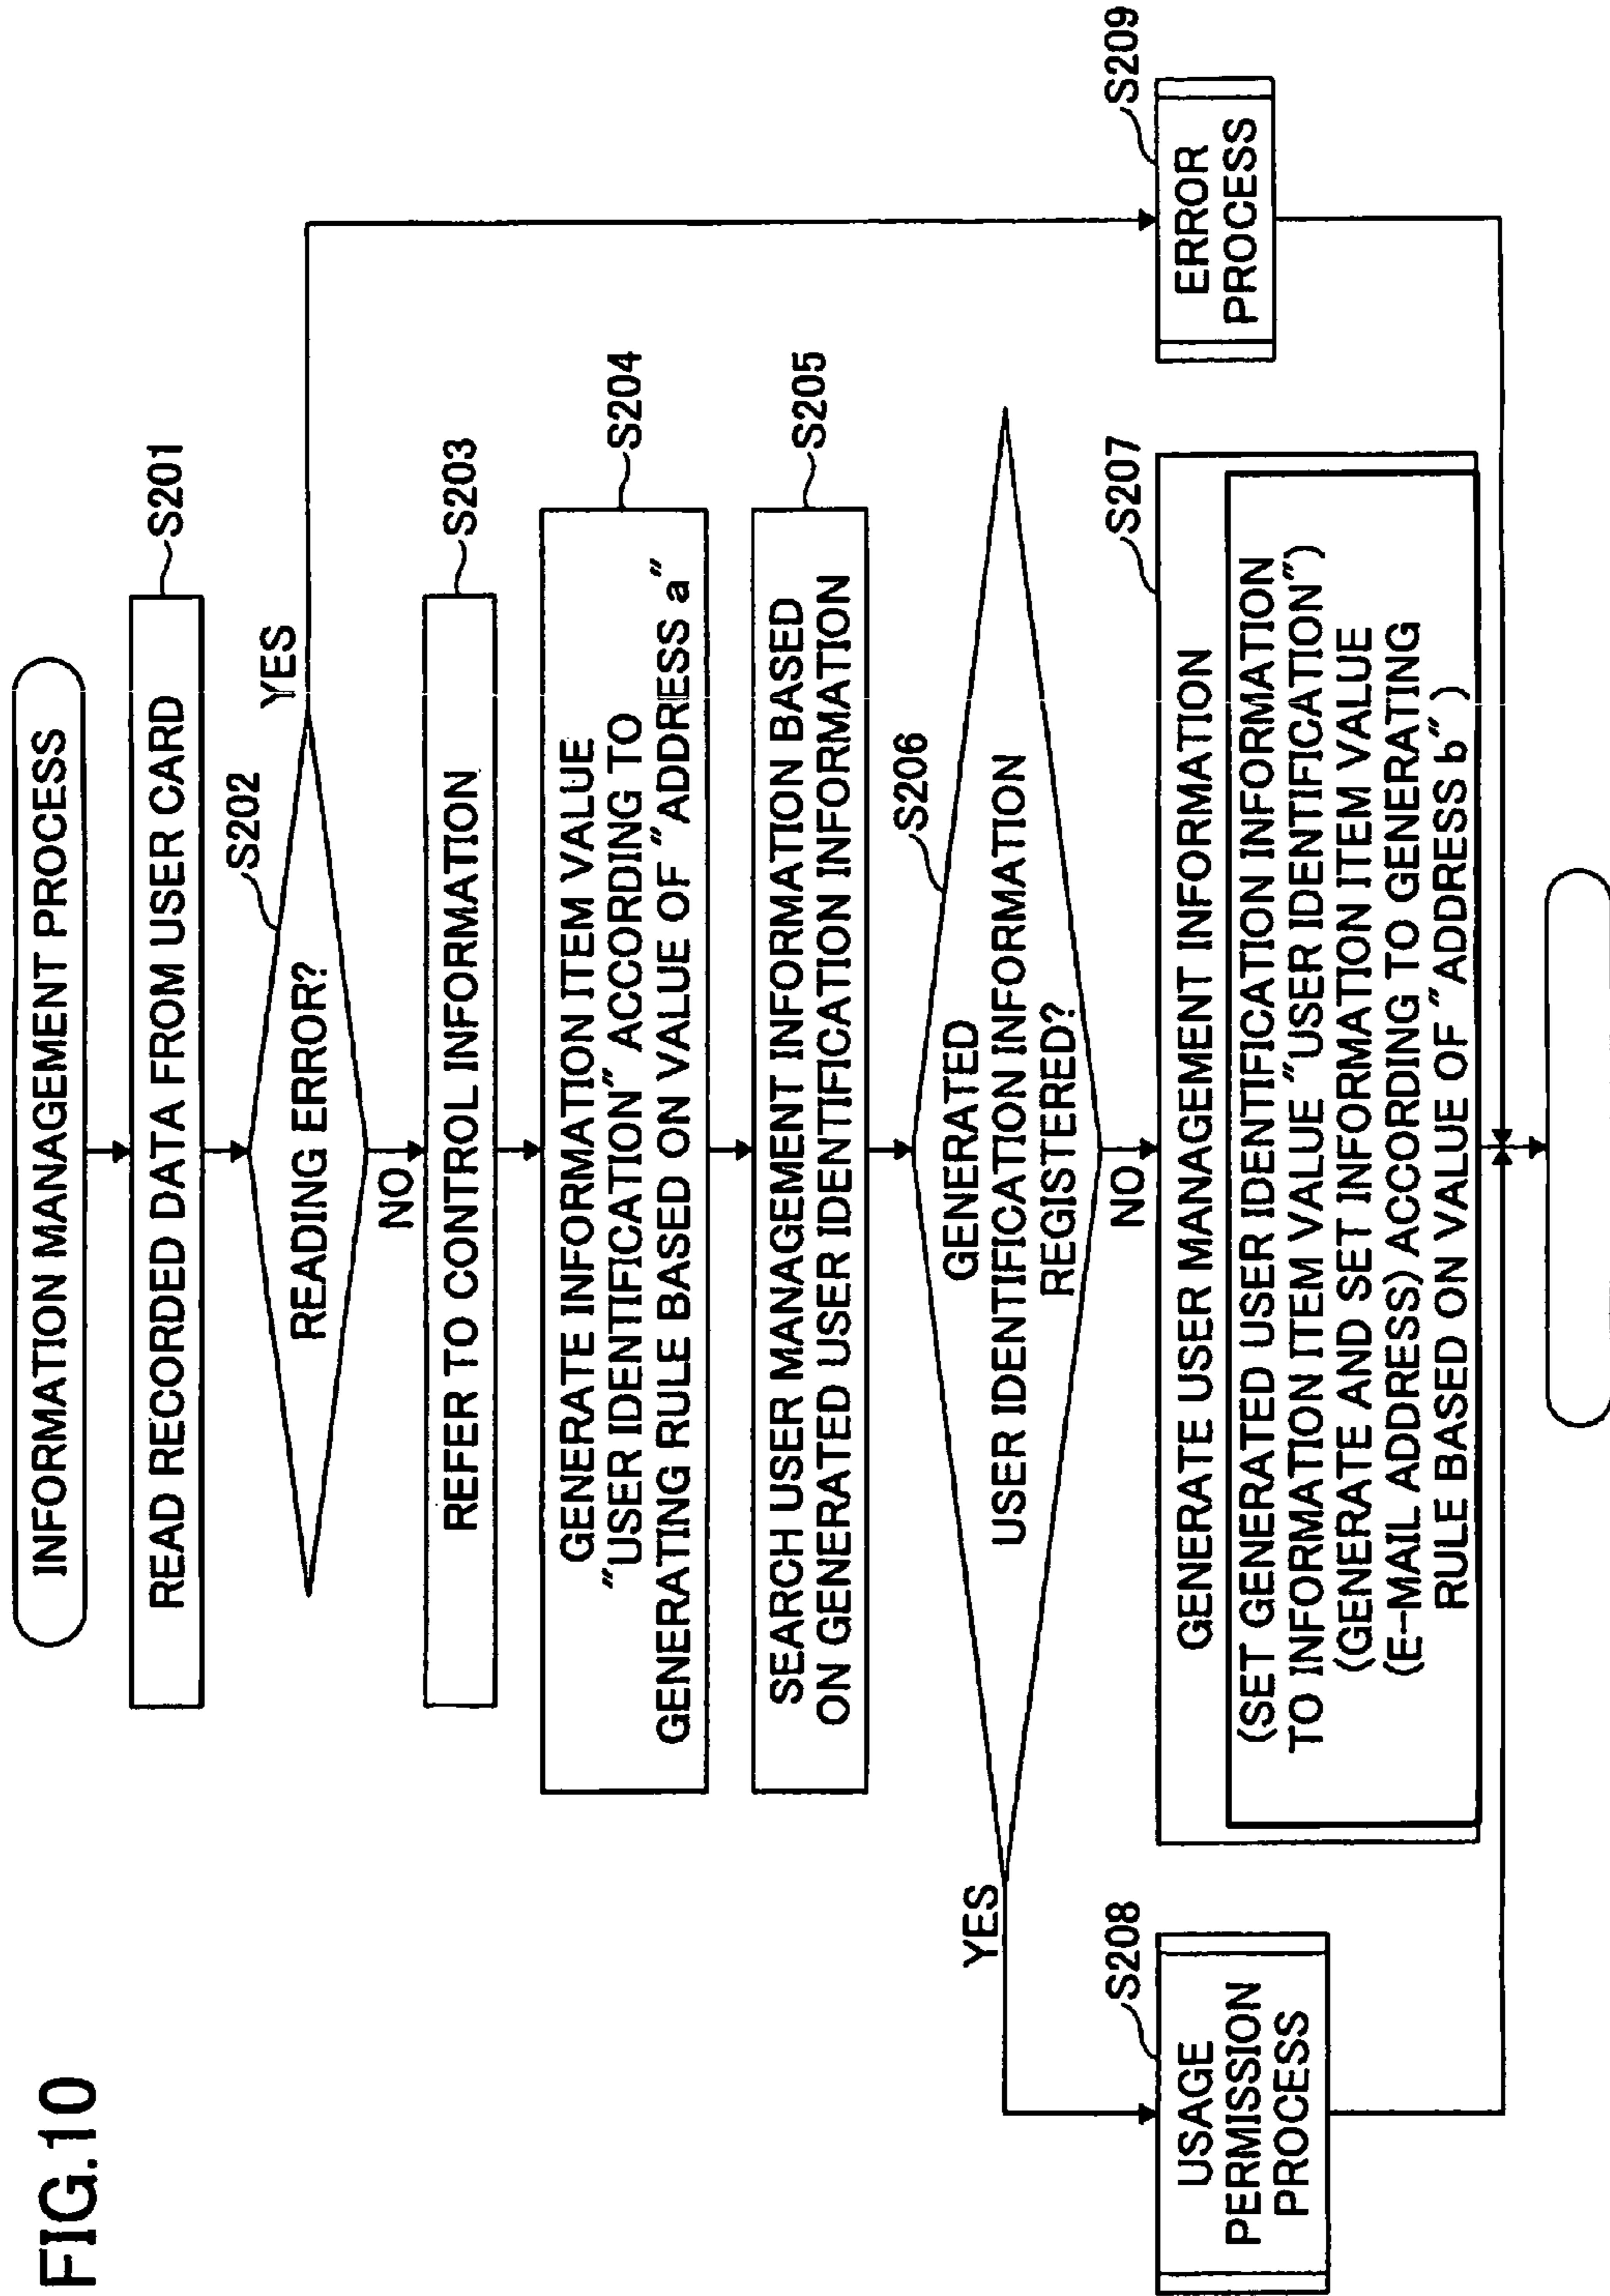 FIG.10
INFORMATION MANAGEMENT PROCESS
READ RECORDED DATA FROM USER CARD
S201
READING ERROR?
S202
YES
NO
REFER TO CONTROL INFORMATION
S203
GENERATE INFORMATION ITEM VALUE
"USER IDENTIFICATION" ACCORDING TO
GENERATING RULE BASED ON VALUE OF "ADDRESS a"
S204
SEARCH USER MANAGEMENT INFORMATION BASED
ON GENERATED USER IDENTIFICATION INFORMATION
S205
GENERATED
USER IDENTIFICATION INFORMATION
REGISTERED?
S206
YES
NO
USAGE
PERMISSION
PROCESS
S208
GENERATE USER MANAGEMENT INFORMATION
(SET GENERATED USER IDENTIFICATION INFORMATION
TO INFORMATION ITEM VALUE "USER IDENTIFICATION")
(GENERATE AND SET INFORMATION ITEM VALUE
(E-MAIL ADDRESS) ACCORDING TO GENERATING
RULE BASED ON VALUE OF "ADDRESS b")
S207
ERROR
PROCESS
S209